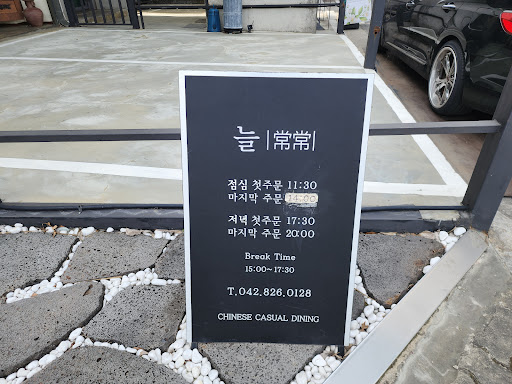 늘 |常常|
점심 첫주문 11:30
마지막 주문 14:00
저녁 첫주문 17:30
마지막 주문 20:00
Break Time
15:00~17:30
T.042.826.0128
CHINESE CASUAL DINING